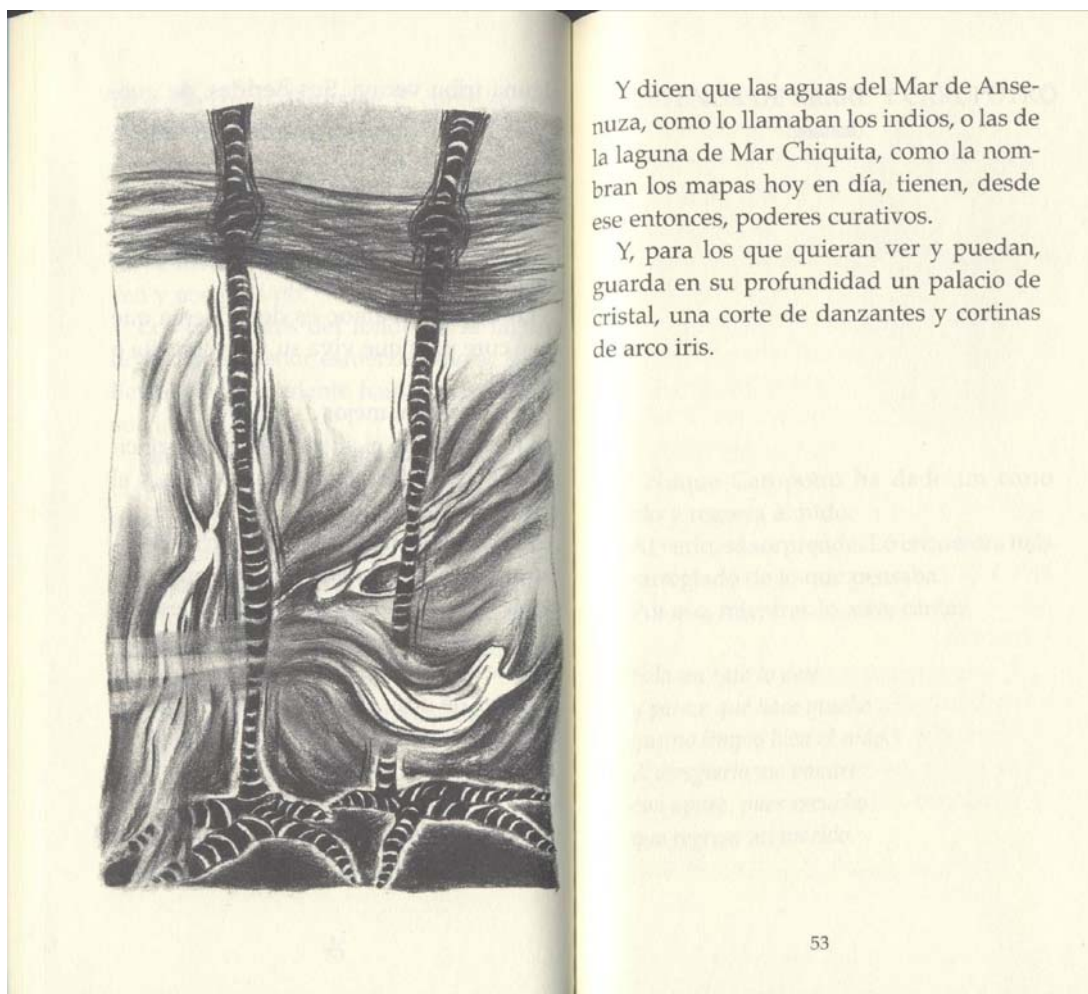 Y dicen que las aguas del Mar de Anse-
nuza, como lo llamaban los indios, o las de
la laguna de Mar Chiquita, como la nom-
bran los mapas hoy en día, tienen, desde
ese entonces, poderes curativos.
Y, para los que quieran ver y puedan,
guarda en su profundidad un palacio de
cristal, una corte de danzantes y cortinas
de arco iris.
53